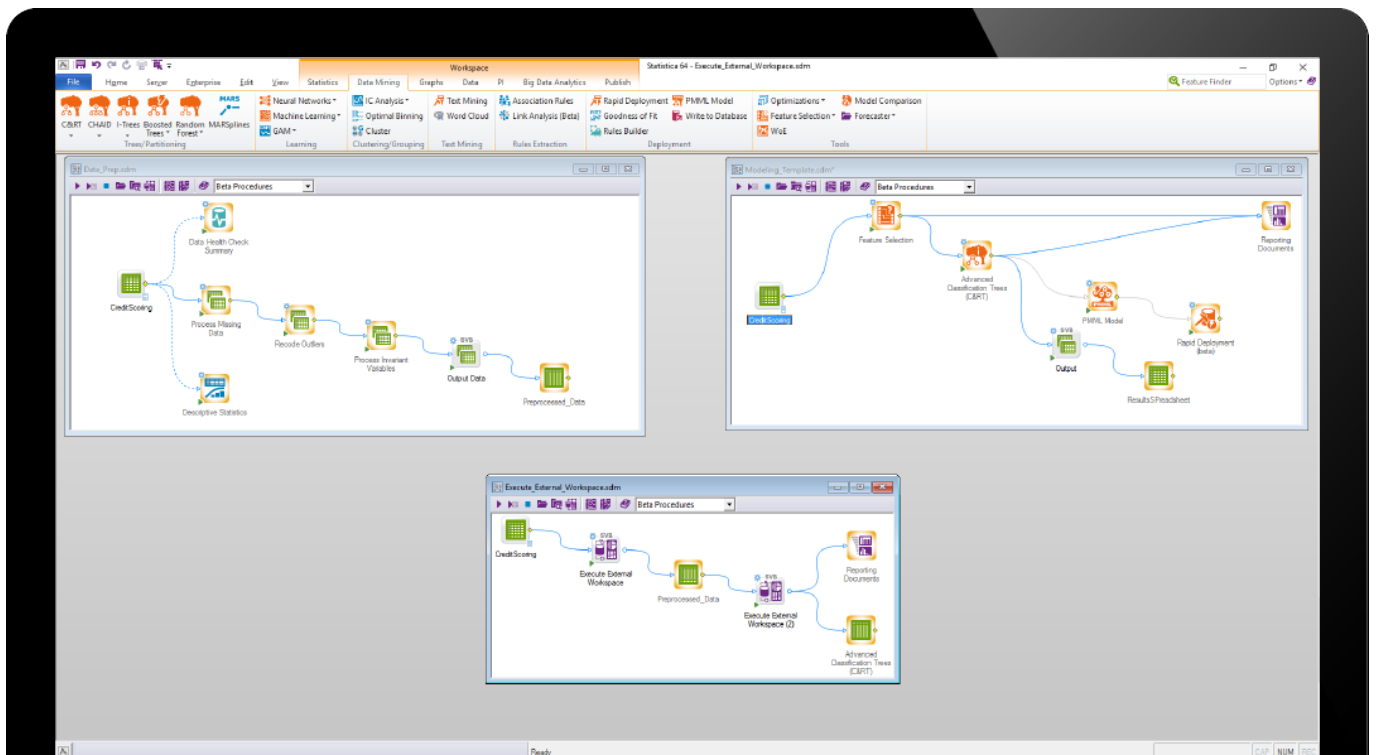 Workspace
Statistica 64 - Execute_External_Workspace.sdm
File Home Server Enterprise Edit View Statistics Data Mining Graphs Data PI Big Data Analytics Publish
Feature Finder Options
C&RT CHAID I-Trees Boosted Trees Random Forest MARSplines
MARS
Trees/Partitioning
Neural Networks
Machine Learning
GAM
Learning
IC Analysis
Optimal Binning
Cluster
Clustering/Grouping
Text Mining
Word Cloud
Text Mining
Association Rules
Link Analysis (Beta)
Rules Extraction
Rapid Deployment PMML Model
Goodness of Fit Write to Database
Rules Builder
Deployment
Optimizations Model Comparison
Feature Selection Forecaster
WoE
Tools
Data_Prep.sdm
Beta Procedures
Data Health Check
Summary
CreditScoring
Process Missing
Data
Recode Outliers
Process Invariant
Variables
SVB
Output Data
Preprocessed_Data
Descriptive Statistics
Modeling_Template.sdm*
Beta Procedures
Feature Selection
Reporting
Documents
Advanced
Classification Trees
(C&RT)
CreditScoring
PMML Model
Rapid Deployment
(beta)
SVB
Output
ResultsSPreadsheet
Execute_External_Workspace.sdm
Beta Procedures
CreditScoring
SVB
Execute External
Workspace
Preprocessed_Data
SVB
Execute External
Workspace (2)
Reporting
Documents
Advanced
Classification Trees
(C&RT)
Ready
CAP NUM REC